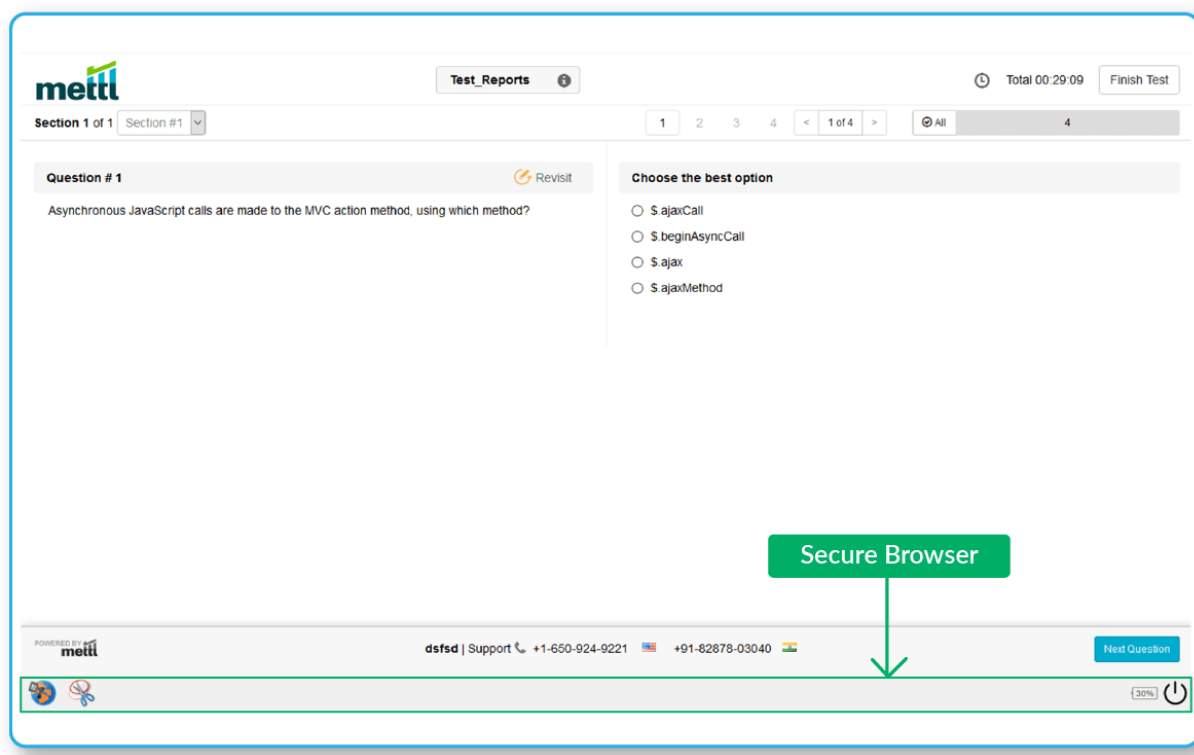 mettl
Test_Reports
Total 00:29:09
Finish Test
Section 1 of 1 Section #1
1 2 3 4 < 1 of 4 >
All 4
Question # 1
Revisit
Asynchronous JavaScript calls are made to the MVC action method, using which method?
Choose the best option
$.ajaxCall
$.beginAsyncCall
$.ajax
$.ajaxMethod
Secure Browser
POWERED BY
mettl
dsfsd | Support +1-650-924-9221 +91-82878-03040
Next Question
30%